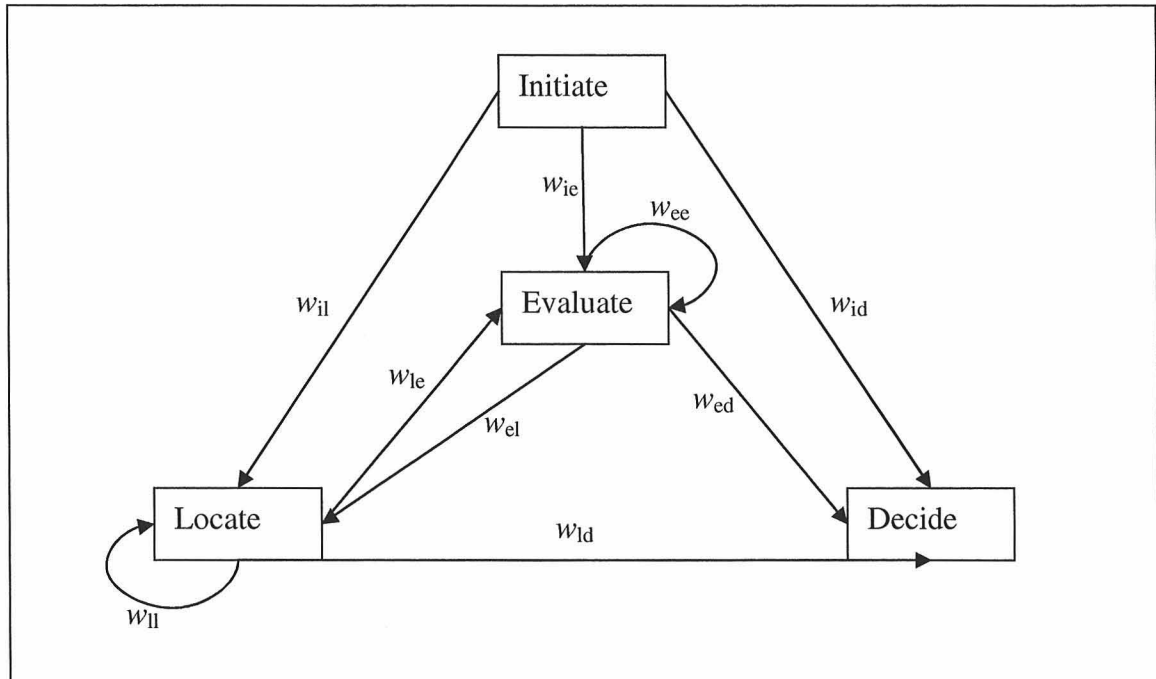 Initiate
w_ie
w_ee
w_il
Evaluate
w_id
w_le
w_el
w_ed
Locate
w_ld
Decide
w_ll